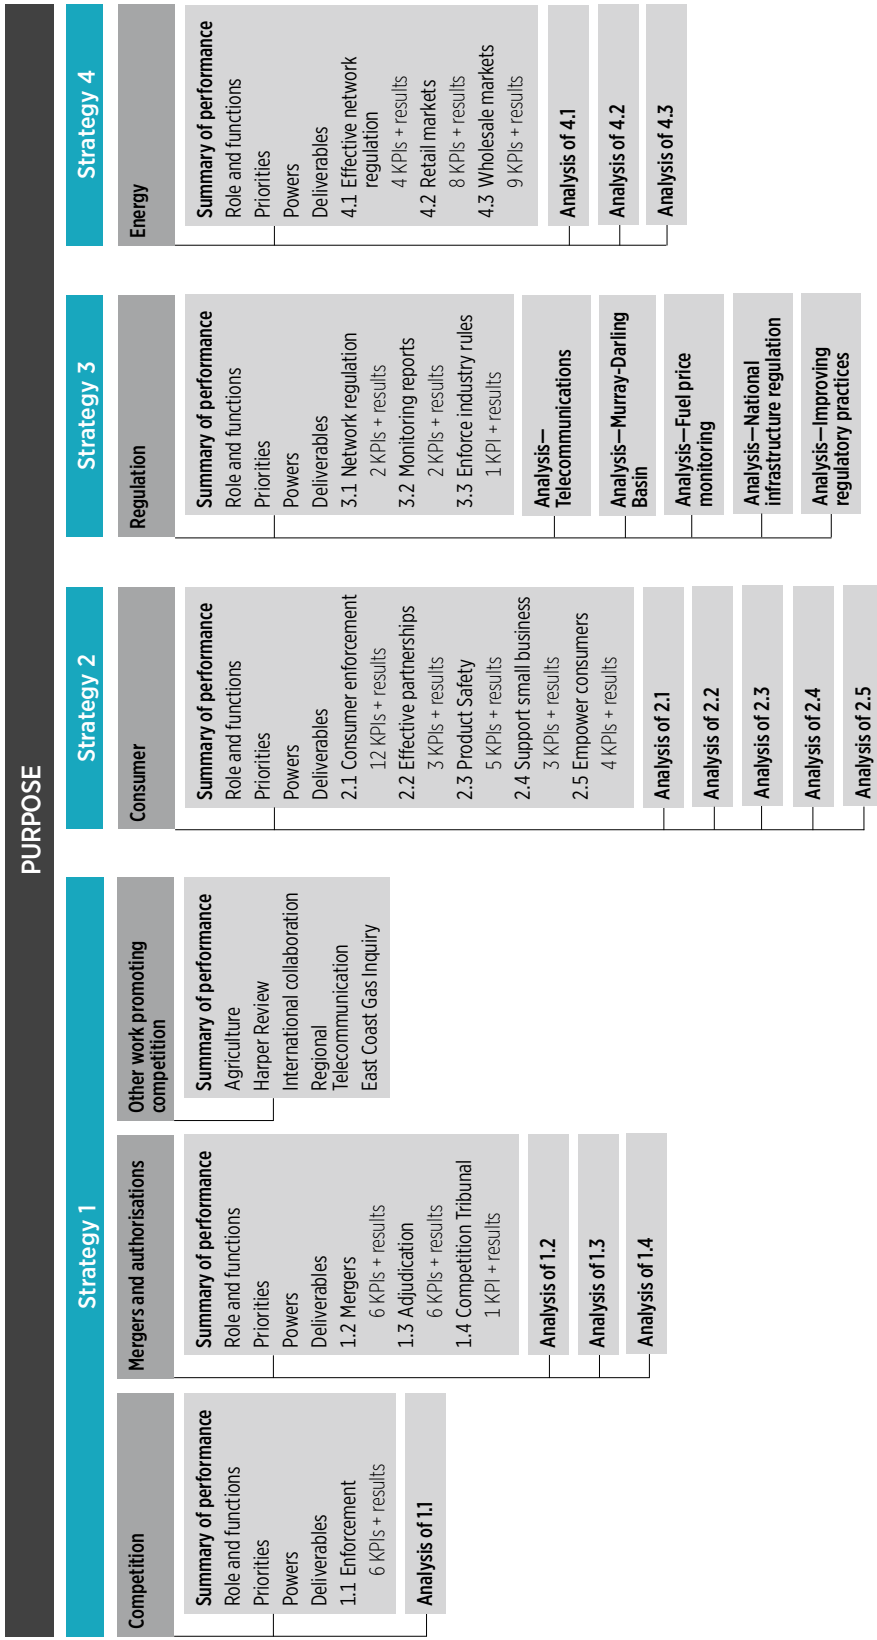 PURPOSE
Strategy 1
Competition
Summary of performance
Role and functions
Priorities
Powers
Deliverables
1.1 Enforcement
6 KPIs + results
Analysis of 1.1
Mergers and authorisations
Summary of performance
Role and functions
Priorities
Powers
Deliverables
1.2 Mergers
6 KPIs + results
1.3 Adjudication
6 KPIs + results
1.4 Competition Tribunal
1 KPI + results
Analysis of 1.2
Analysis of 1.3
Analysis of 1.4
Other work promoting
competition
Summary of performance
Agriculture
Harper Review
International collaboration
Regional
Telecommunication
East Coast Gas Inquiry
Strategy 2
Consumer
Summary of performance
Role and functions
Priorities
Powers
Deliverables
2.1 Consumer enforcement
12 KPIs + results
2.2 Effective partnerships
3 KPIs + results
2.3 Product Safety
5 KPIs + results
2.4 Support small business
3 KPIs + results
2.5 Empower consumers
4 KPIs + results
Analysis of 2.1
Analysis of 2.2
Analysis of 2.3
Analysis of 2.4
Analysis of 2.5
Strategy 3
Regulation
Summary of performance
Role and functions
Priorities
Powers
Deliverables
3.1 Network regulation
2 KPIs + results
3.2 Monitoring reports
2 KPIs + results
3.3 Enforce industry rules
1 KPI + results
Analysis—
Telecommunications
Analysis—Murray-Darling
Basin
Analysis—Fuel price
monitoring
Analysis—National
infrastructure regulation
Analysis—Improving
regulatory practices
Strategy 4
Energy
Summary of performance
Role and functions
Priorities
Powers
Deliverables
4.1 Effective network
regulation
4 KPIs + results
4.2 Retail markets
8 KPIs + results
4.3 Wholesale markets
9 KPIs + results
Analysis of 4.1
Analysis of 4.2
Analysis of 4.3